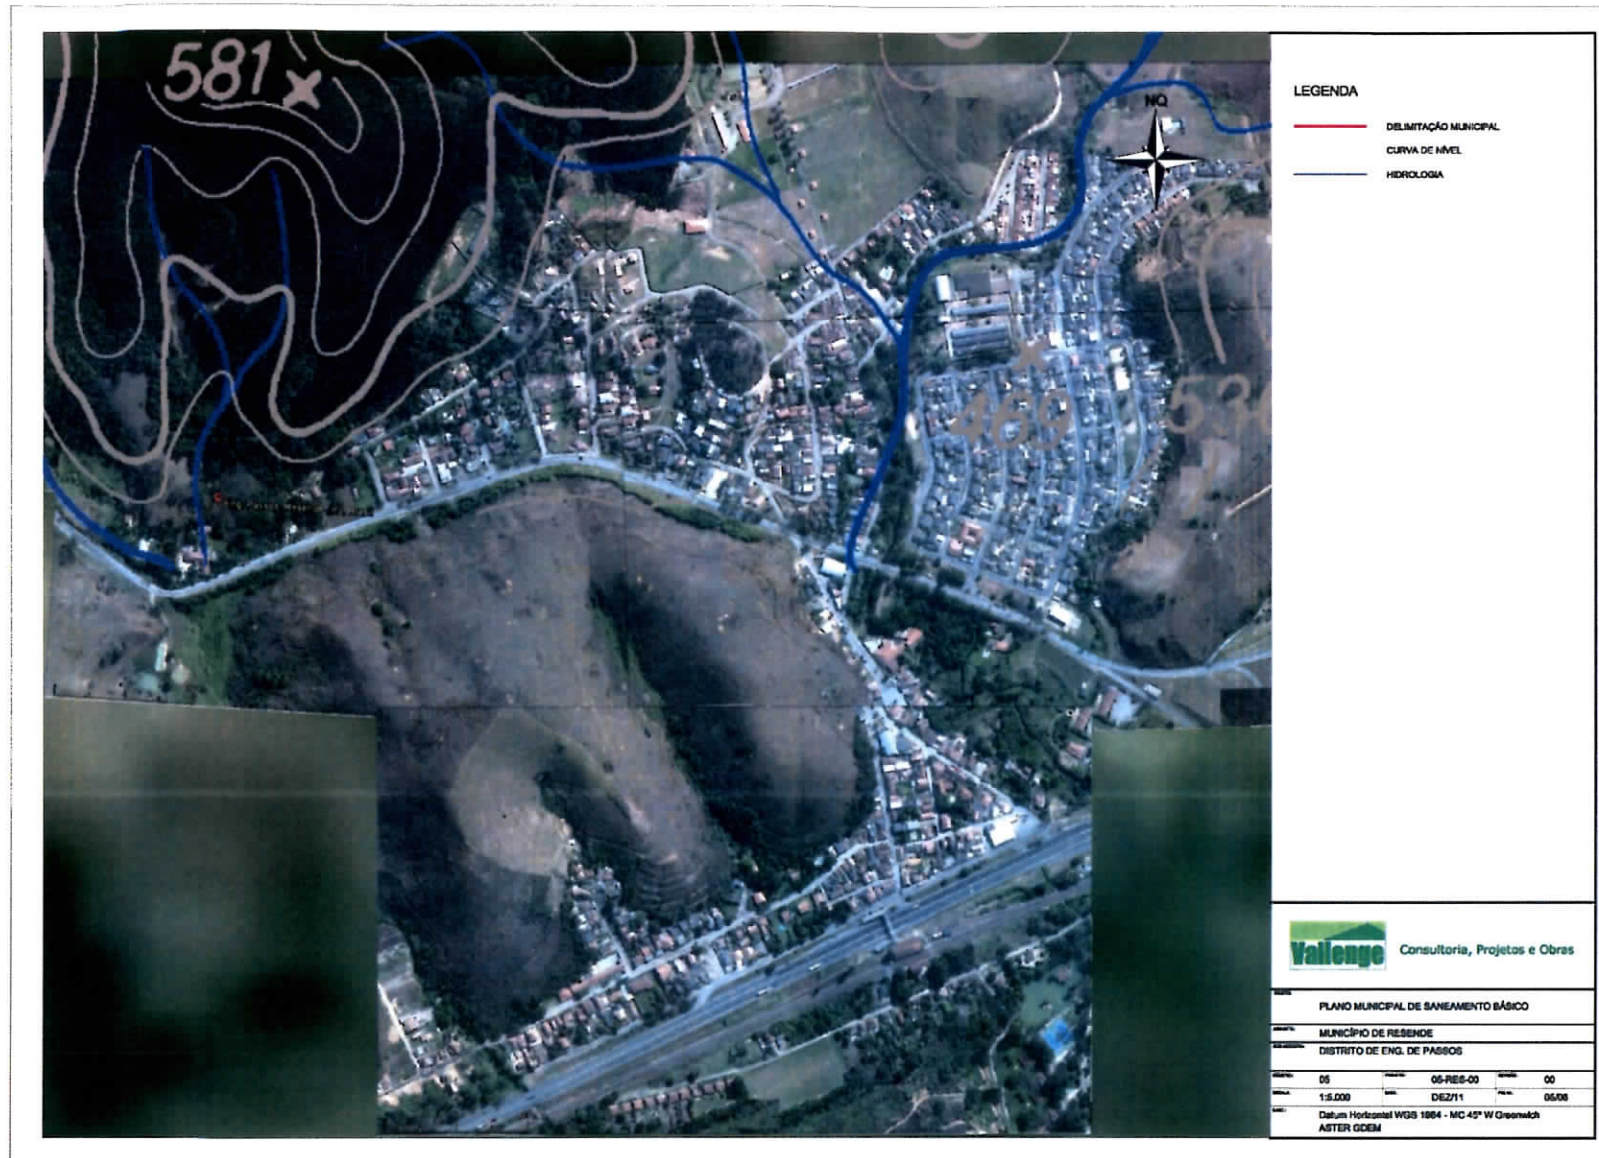 581
NQ
469
LEGENDA
DELIMITAÇÃO MUNICIPAL
CURVA DE NÍVEL
HIDROLOGIA
Vallenge Consultoria, Projetos e Obras
PLANO MUNICIPAL DE SANEAMENTO BÁSICO
MUNICÍPIO DE RESENDE
DISTRITO DE ENG. DE PASSOS
05 05-RES-00 00
1:5.000 DEZ/11 05/06
Datum Horizontal WGS 1984 - MC 45° W Greenwich
ASTER GDEM